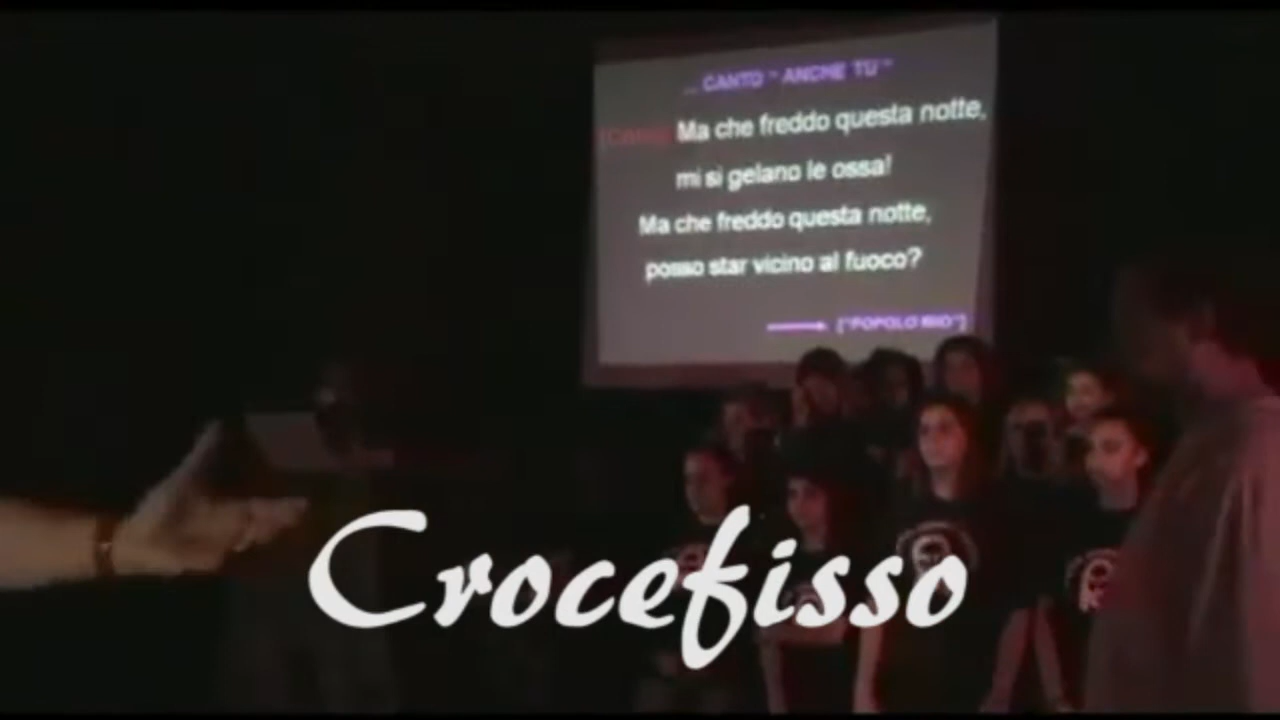 ... CANTO " ANCHE TU "
Ma che freddo questa notte,
mi si gelano le ossa!
Ma che freddo questa notte,
posso star vicino al fuoco?
["POPOLO MIO"]
Crocefisso